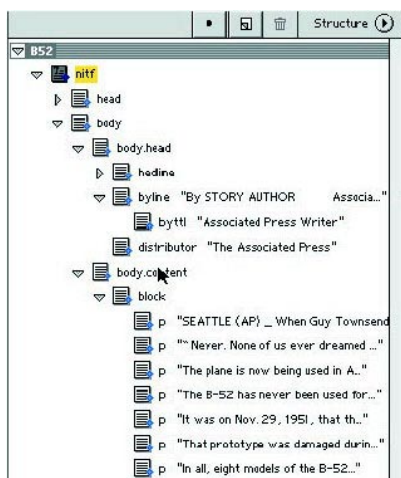 Structure
B52
nitf
head
body
body.head
hedline
byline "By STORY AUTHOR Associa..."
byttl "Associated Press Writer"
distributor "The Associated Press"
body.content
block
p "SEATTLE (AP) _ When Guy Townsend
p "`` Never. None of us ever dreamed ..."
p "The plane is now being used in A..."
p "The B-52 has never been used for..."
p "It was on Nov. 29, 1951, that th..."
p "That prototype was damaged durin..."
p "In all, eight models of the B-52..."